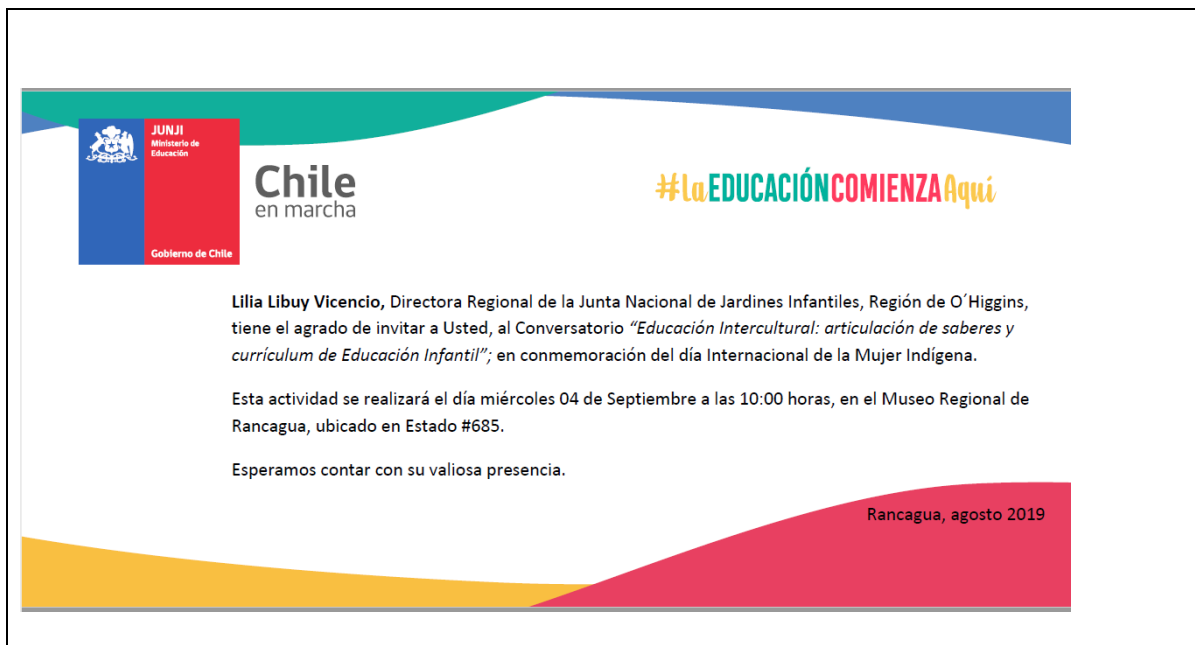 JUNJI
Ministerio de
Educación
Gobierno de Chile
Chile
en marcha
#LaEDUCACIÓNCOMIENZAAquí
Lilia Libuy Vicencio, Directora Regional de la Junta Nacional de Jardines Infantiles, Región de O´Higgins,
tiene el agrado de invitar a Usted, al Conversatorio “Educación Intercultural: articulación de saberes y
currículum de Educación Infantil”; en conmemoración del día Internacional de la Mujer Indígena.
Esta actividad se realizará el día miércoles 04 de Septiembre a las 10:00 horas, en el Museo Regional de
Rancagua, ubicado en Estado #685.
Esperamos contar con su valiosa presencia.
Rancagua, agosto 2019